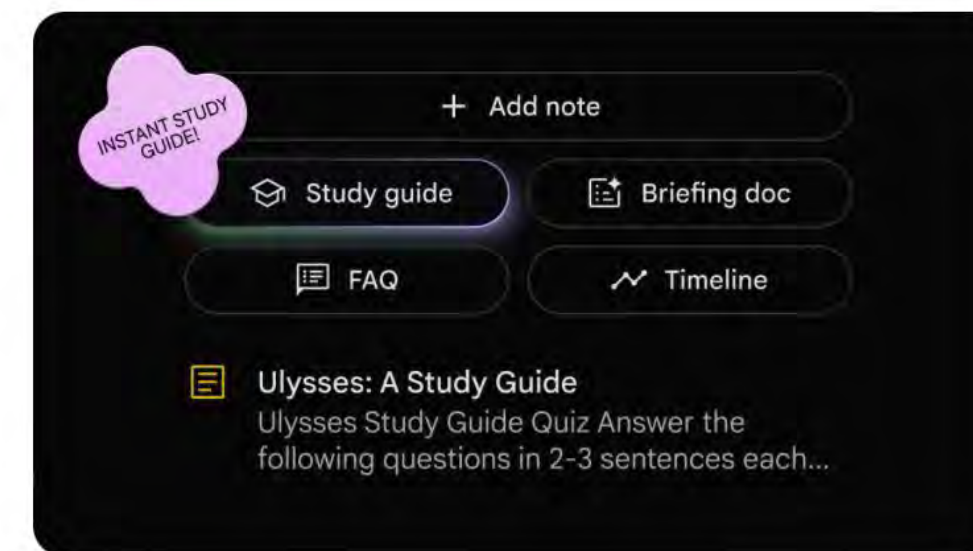 INSTANT STUDY
GUIDE!
+ Add note
Study guide
Briefing doc
FAQ
Timeline
Ulysses: A Study Guide
Ulysses Study Guide Quiz Answer the
following questions in 2-3 sentences each...